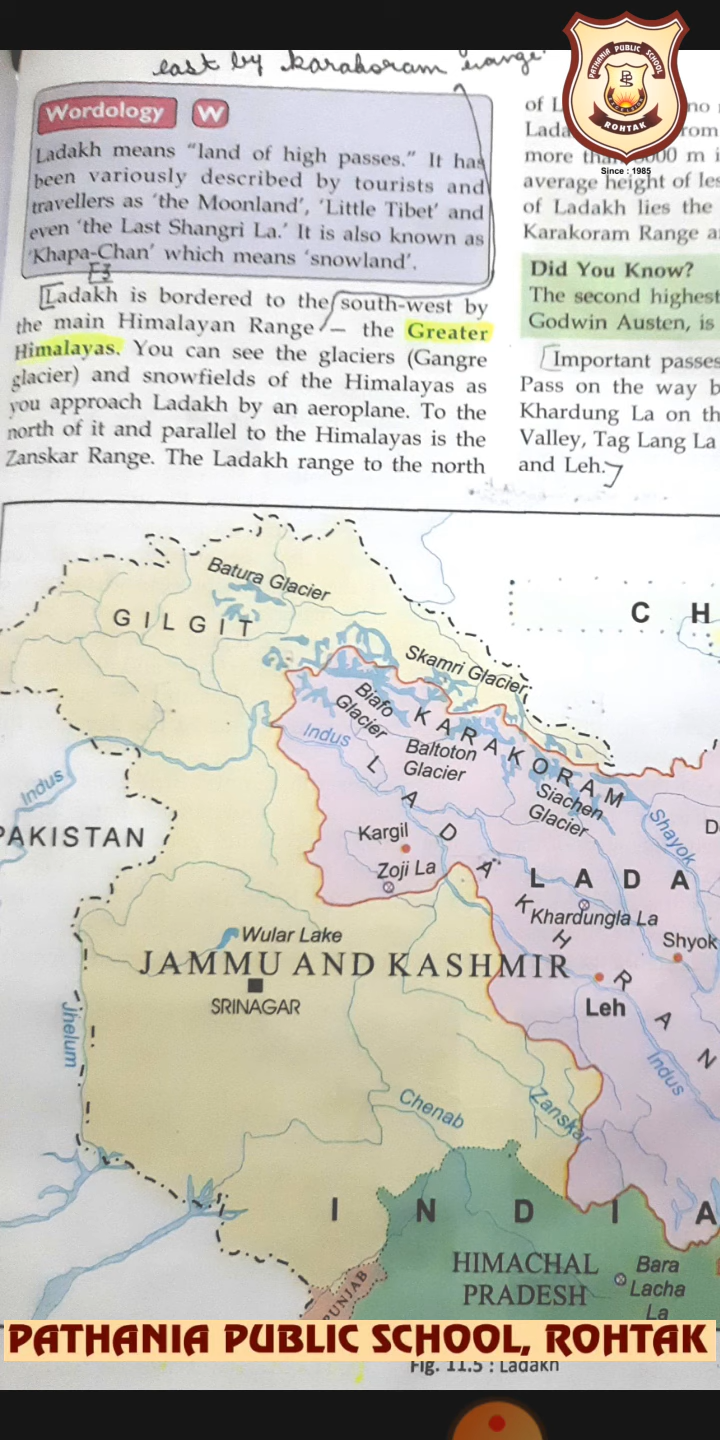 east by karakoram range.
PATHANIA PUBLIC SCHOOL
ROHTAK
Since : 1985
Wordology W
Ladakh means “land of high passes.” It has
been variously described by tourists and
travellers as ‘the Moonland’, ‘Little Tibet’ and
even ‘the Last Shangri La.’ It is also known as
‘Khapa-Chan’ which means ‘snowland’.
Ladakh is bordered to the south-west by
the main Himalayan Range — the Greater
Himalayas. You can see the glaciers (Gangre
glacier) and snowfields of the Himalayas as
you approach Ladakh by an aeroplane. To the
north of it and parallel to the Himalayas is the
Zanskar Range. The Ladakh range to the north
of L
no
Lada
rom
more than
000 m i
average height of les
of Ladakh lies the
Karakoram Range a
Did You Know?
The second highest
Godwin Austen, is
Important passes
Pass on the way b
Khardung La on th
Valley, Tag Lang La
and Leh.
Batura Glacier
GILGIT
C H
Skamri Glacier
Biafo
Glacier
KARAKORAM
Indus
Baltoton
Glacier
Siachen
Glacier
LADAKH RAN
Indus
PAKISTAN
Shayok
D
Kargil
Zoji La
LADA
Khardungla La
Wular Lake
Shyok
JAMMU AND KASHMIR
SRINAGAR
Leh
Jhelum
Indus
Chenab
Zanskar
INDIA
HIMACHAL
PRADESH
Bara
Lacha
La
PUNJAB
PATHANIA PUBLIC SCHOOL, ROHTAK
Fig. 11.5 : Ladakh